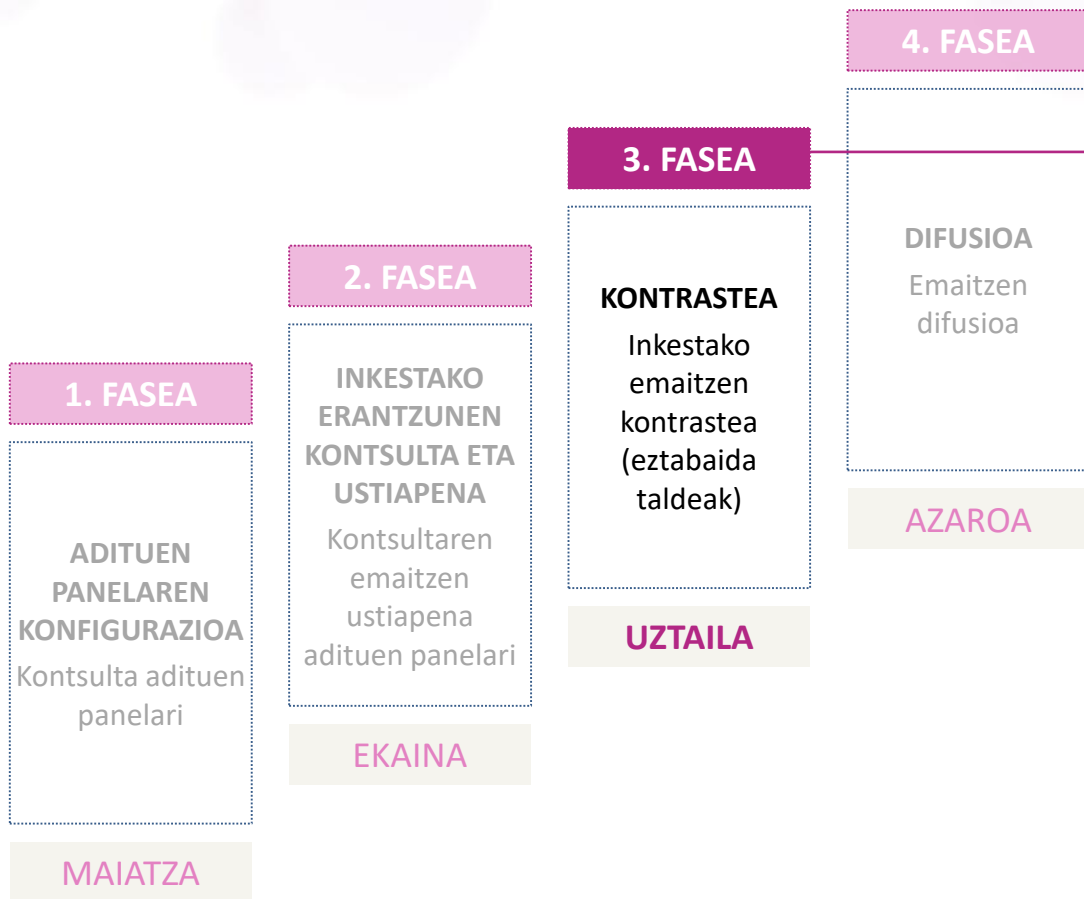 1. FASEA
ADITUEN
PANELAREN
KONFIGURAZIOA
Kontsulta adituen
panelari
MAIATZA
2. FASEA
INKESTAKO
ERANTZUNEN
KONTSULTA ETA
USTIAPENA
Kontsultaren
emaitzen
ustiapena
adituen panelari
EKAINA
3. FASEA
KONTRASTEA
Inkestako
emaitzen
kontrastea
(eztabaida
taldeak)
UZTAILA
4. FASEA
DIFUSIOA
Emaitzen
difusioa
AZAROA